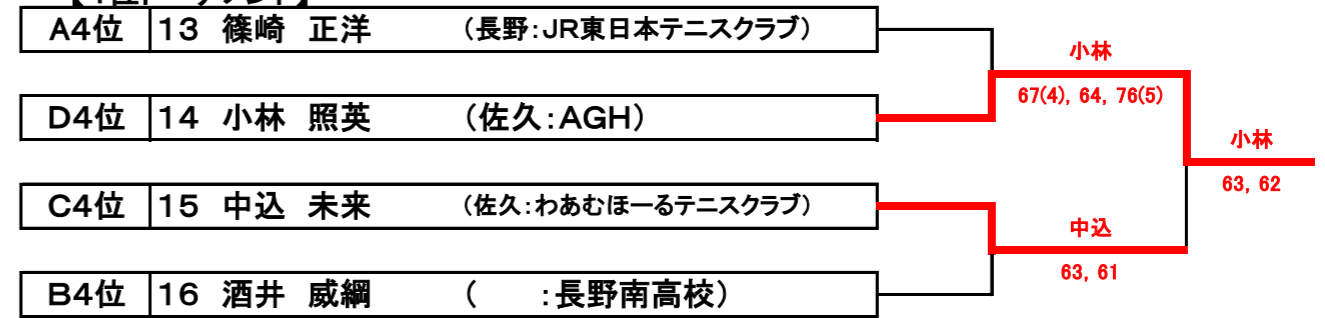 A4位 13 篠崎 正洋 (長野:JR東日本テニスクラブ)
小林
67(4), 64, 76(5)
D4位 14 小林 照英 (佐久:AGH)
小林
63, 62
C4位 15 中込 未来 (佐久:わあむほーるテニスクラブ)
中込
63, 61
B4位 16 酒井 威綱 ( :長野南高校)